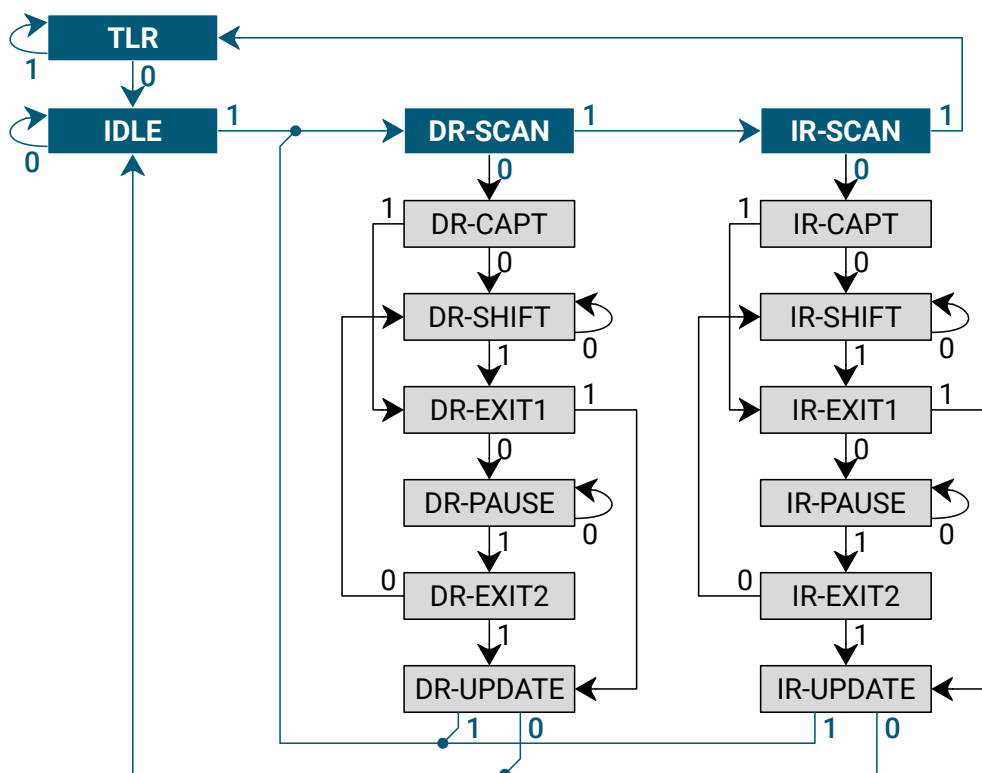 TLR
1
0
IDLE
1
DR-SCAN
1
IR-SCAN
1
0
0
0
1
DR-CAPT
1
IR-CAPT
0
0
DR-SHIFT
IR-SHIFT
0
0
1
1
DR-EXIT1
1
IR-EXIT1
1
0
0
DR-PAUSE
IR-PAUSE
0
0
1
1
0
DR-EXIT2
0
IR-EXIT2
1
1
DR-UPDATE
IR-UPDATE
1
0
1
0